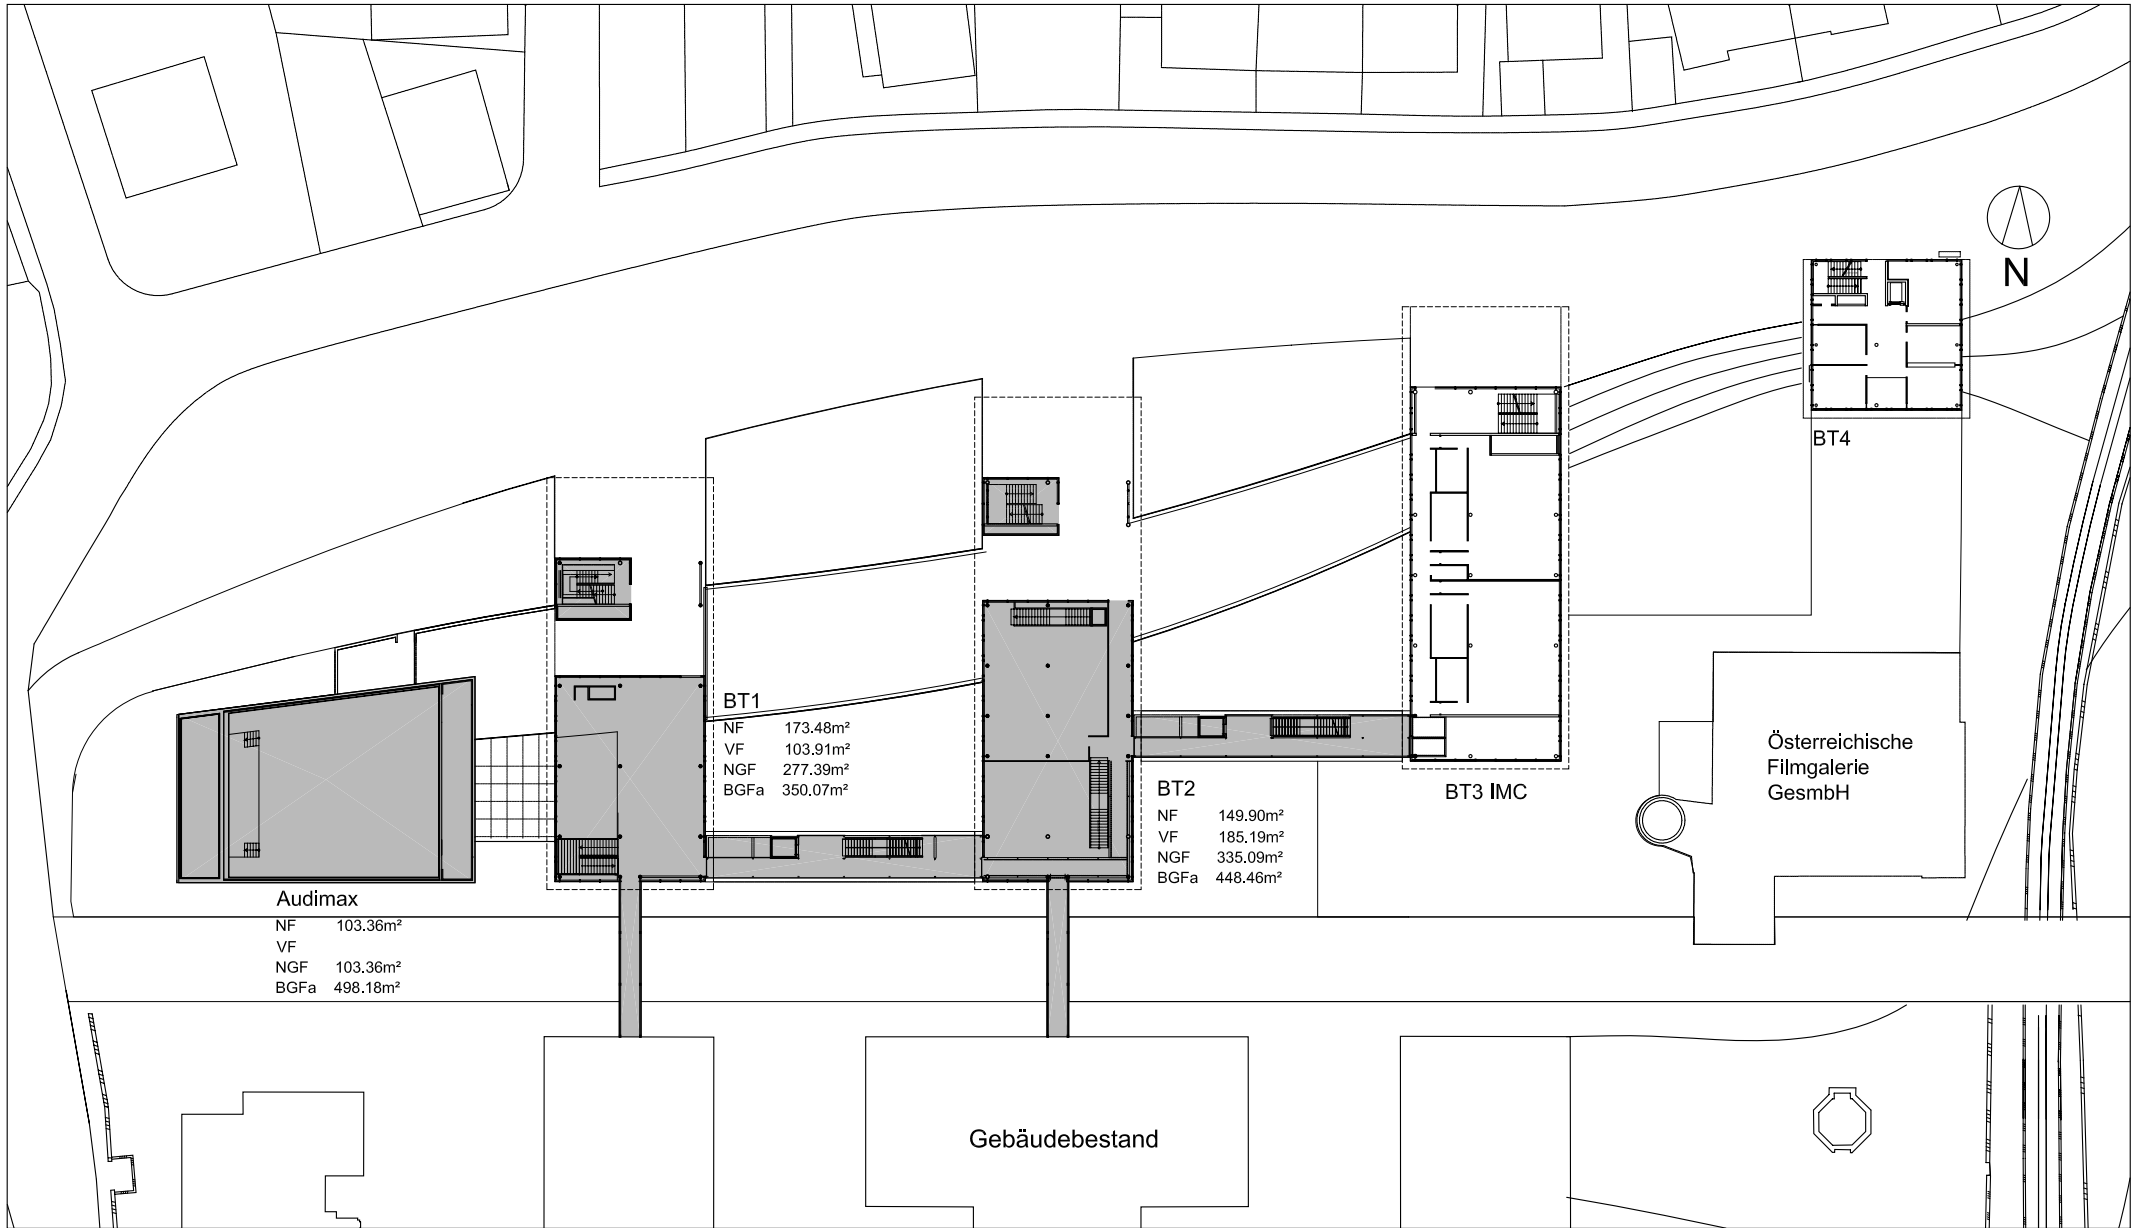 N
BT4
BT1
NF 173.48m²
VF 103.91m²
NGF 277.39m²
BGFa 350.07m²
Österreichische
Filmgalerie
GesmbH
BT2
NF 149.90m²
VF 185.19m²
NGF 335.09m²
BGFa 448.46m²
BT3 IMC
Audimax
NF 103.36m²
VF
NGF 103.36m²
BGFa 498.18m²
Gebäudebestand